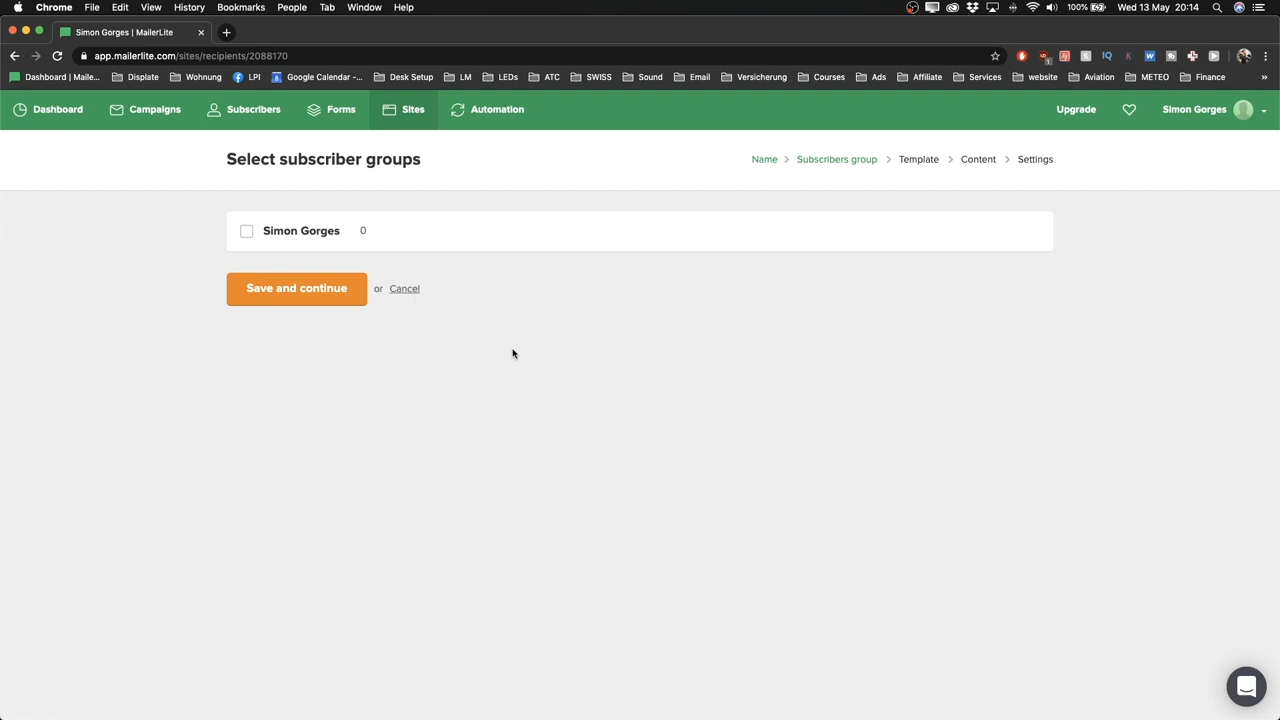 Chrome File Edit View History Bookmarks People Tab Window Help 100% Wed 13 May 20:14
Simon Gorges | MailerLite
app.mailerlite.com/sites/recipients/2088170
Dashboard | Maile... Displate Wohnung LPI Google Calendar -... Desk Setup LM LEDs ATC SWISS Sound Email Versicherung Courses Ads Affiliate Services website Aviation METEO Finance
Dashboard Campaigns Subscribers Forms Sites Automation Upgrade Simon Gorges
Select subscriber groups Name Subscribers group Template Content Settings
Simon Gorges 0
Save and continue or Cancel